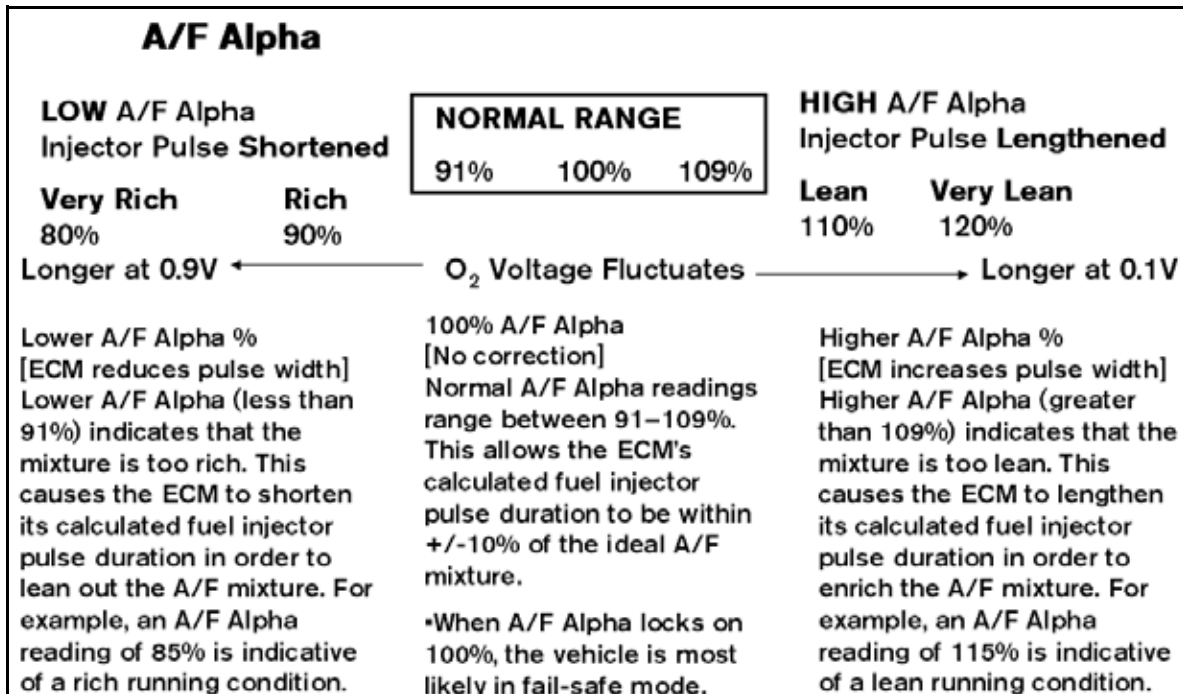 A/F Alpha
LOW A/F Alpha
Injector Pulse Shortened
Very Rich Rich
80% 90%
Longer at 0.9V
NORMAL RANGE
91% 100% 109%
O₂ Voltage Fluctuates
HIGH A/F Alpha
Injector Pulse Lengthened
Lean Very Lean
110% 120%
Longer at 0.1V
Lower A/F Alpha %
[ECM reduces pulse width]
Lower A/F Alpha (less than
91%) indicates that the
mixture is too rich. This
causes the ECM to shorten
its calculated fuel injector
pulse duration in order to
lean out the A/F mixture. For
example, an A/F Alpha
reading of 85% is indicative
of a rich running condition.
100% A/F Alpha
[No correction]
Normal A/F Alpha readings
range between 91–109%.
This allows the ECM's
calculated fuel injector
pulse duration to be within
+/-10% of the ideal A/F
mixture.
•When A/F Alpha locks on
100%, the vehicle is most
likely in fail-safe mode.
Higher A/F Alpha %
[ECM increases pulse width]
Higher A/F Alpha (greater
than 109%) indicates that the
mixture is too lean. This
causes the ECM to lengthen
its calculated fuel injector
pulse duration in order to
enrich the A/F mixture. For
example, an A/F Alpha
reading of 115% is indicative
of a lean running condition.